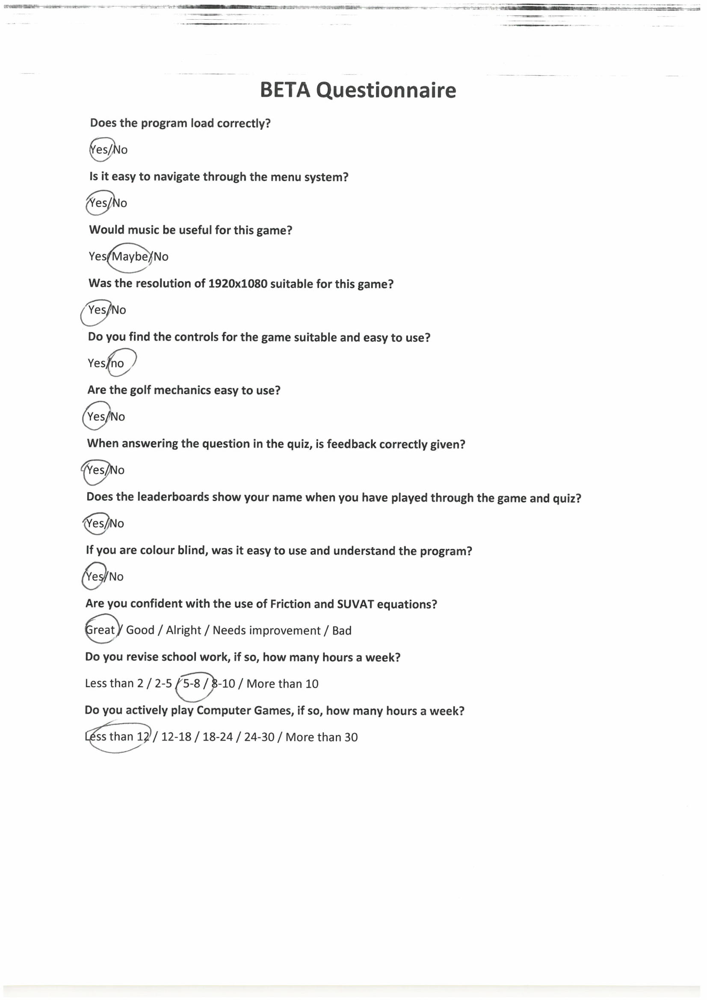 BETA Questionnaire
Does the program load correctly?
Yes/No
Is it easy to navigate through the menu system?
Yes/No
Would music be useful for this game?
Yes/Maybe/No
Was the resolution of 1920x1080 suitable for this game?
Yes/No
Do you find the controls for the game suitable and easy to use?
Yes/no
Are the golf mechanics easy to use?
Yes/No
When answering the question in the quiz, is feedback correctly given?
Yes/No
Does the leaderboards show your name when you have played through the game and quiz?
Yes/No
If you are colour blind, was it easy to use and understand the program?
Yes/No
Are you confident with the use of Friction and SUVAT equations?
Great / Good / Alright / Needs improvement / Bad
Do you revise school work, if so, how many hours a week?
Less than 2 / 2-5 / 5-8 / 8-10 / More than 10
Do you actively play Computer Games, if so, how many hours a week?
Less than 12 / 12-18 / 18-24 / 24-30 / More than 30